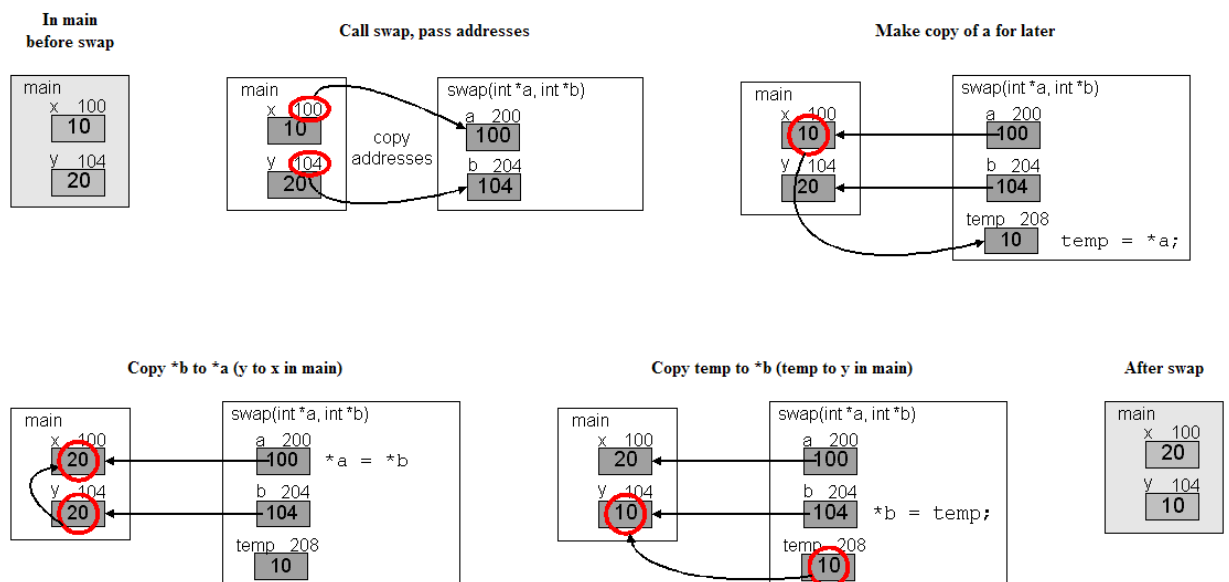 In main
before swap
Call swap, pass addresses
Make copy of a for later
main
x 100
10
y 104
20
main
x 100
10
y 104
20
copy
addresses
swap(int *a, int *b)
a 200
100
b 204
104
main
x 100
10
y 104
20
swap(int *a, int *b)
a 200
100
b 204
104
temp 208
10 temp = *a;
Copy *b to *a (y to x in main)
Copy temp to *b (temp to y in main)
After swap
main
x 100
20
y 104
20
swap(int *a, int *b)
a 200
100 *a = *b
b 204
104
temp 208
10
main
x 100
20
y 104
10
swap(int *a, int *b)
a 200
100
b 204
104 *b = temp;
temp 208
10
main
x 100
20
y 104
10